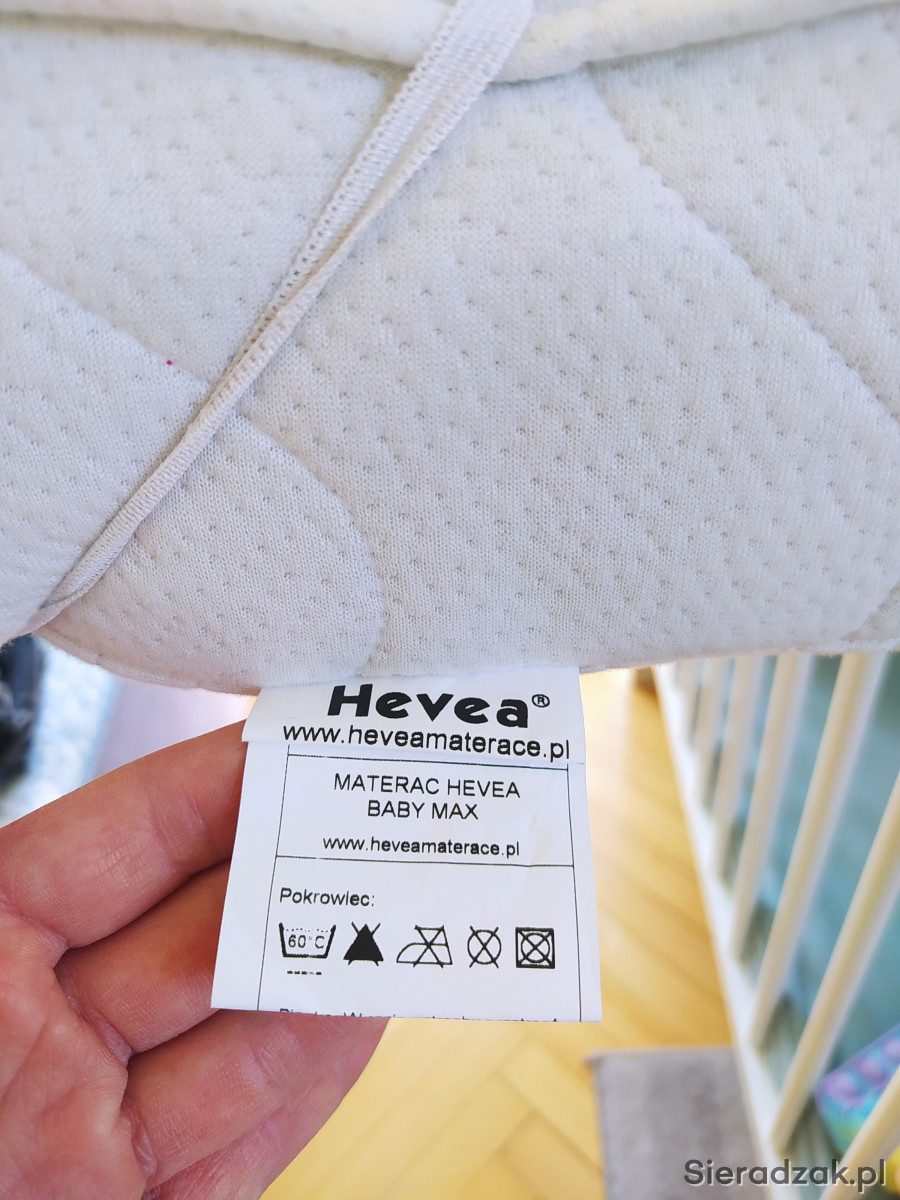 Hevea®
www.heveamaterace.pl
MATERAC HEVEA
BABY MAX
www.heveamaterace.pl
Pokrowiec:
60°C
Sieradzak.pl